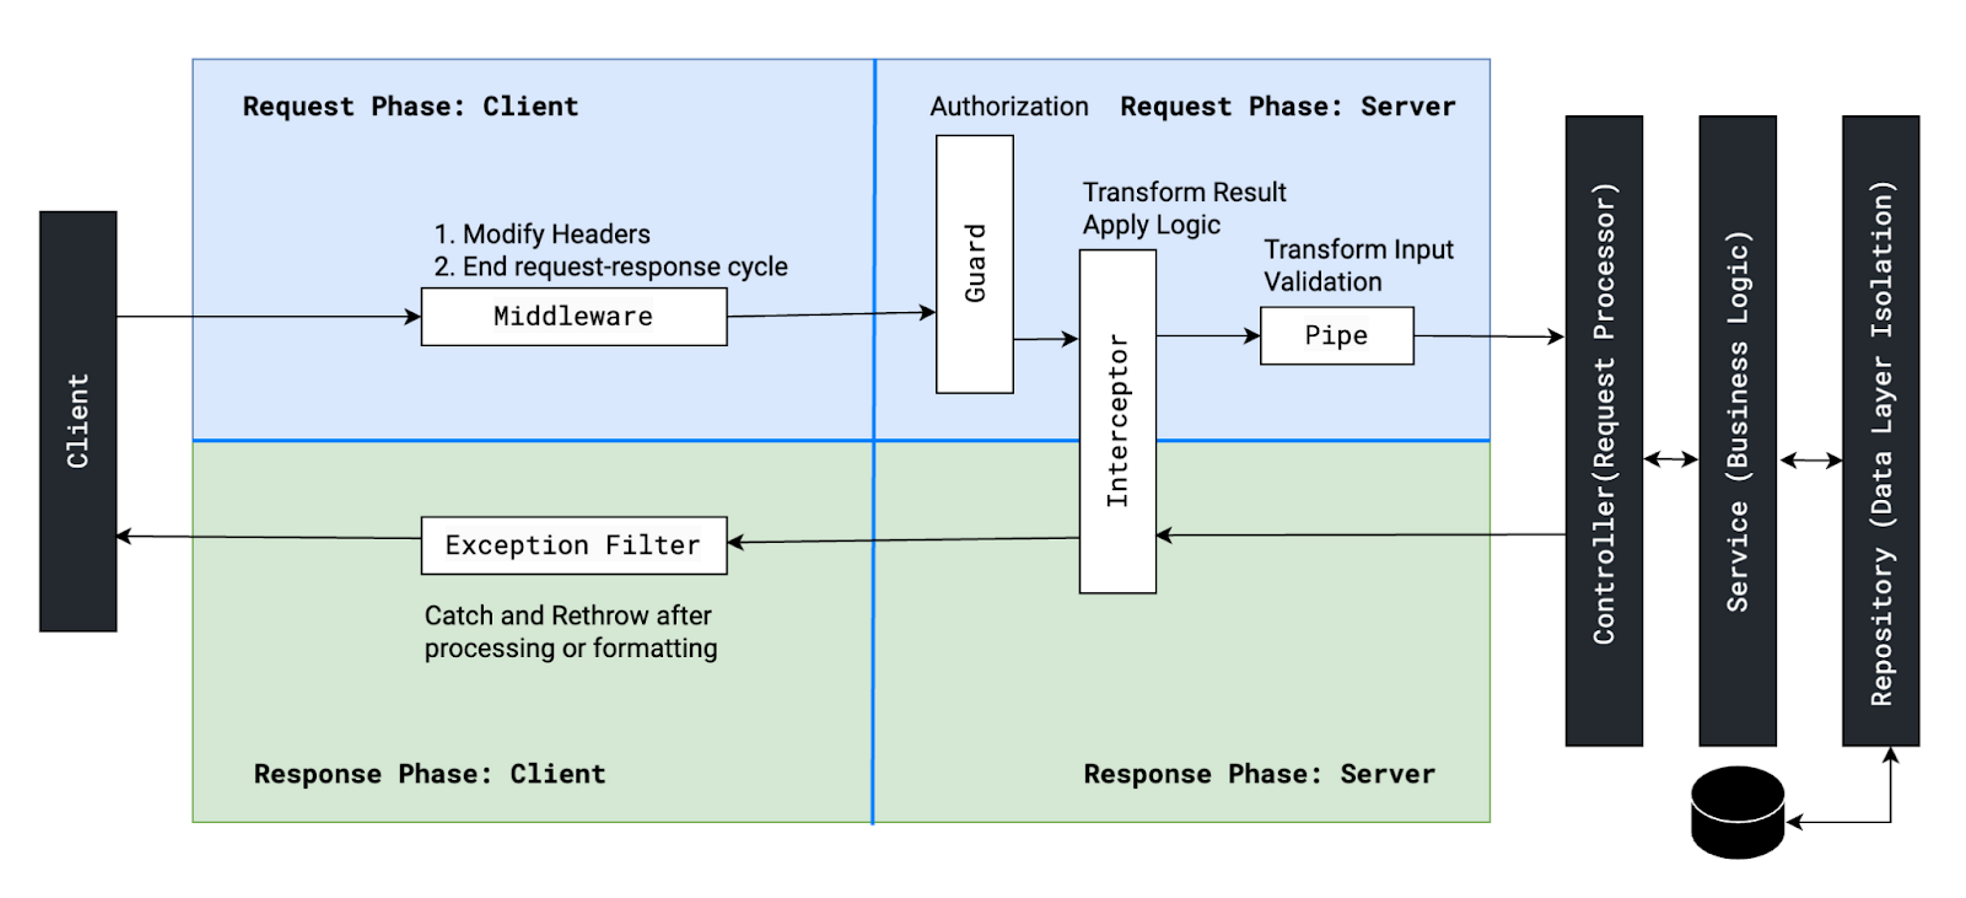 Request Phase: Client
Authorization
Request Phase: Server
Transform Result
Apply Logic
1. Modify Headers
2. End request-response cycle
Transform Input
Validation
Middleware
Guard
Interceptor
Pipe
Client
Controller(Request Processor)
Service (Business Logic)
Repository (Data Layer Isolation)
Exception Filter
Catch and Rethrow after
processing or formatting
Response Phase: Client
Response Phase: Server